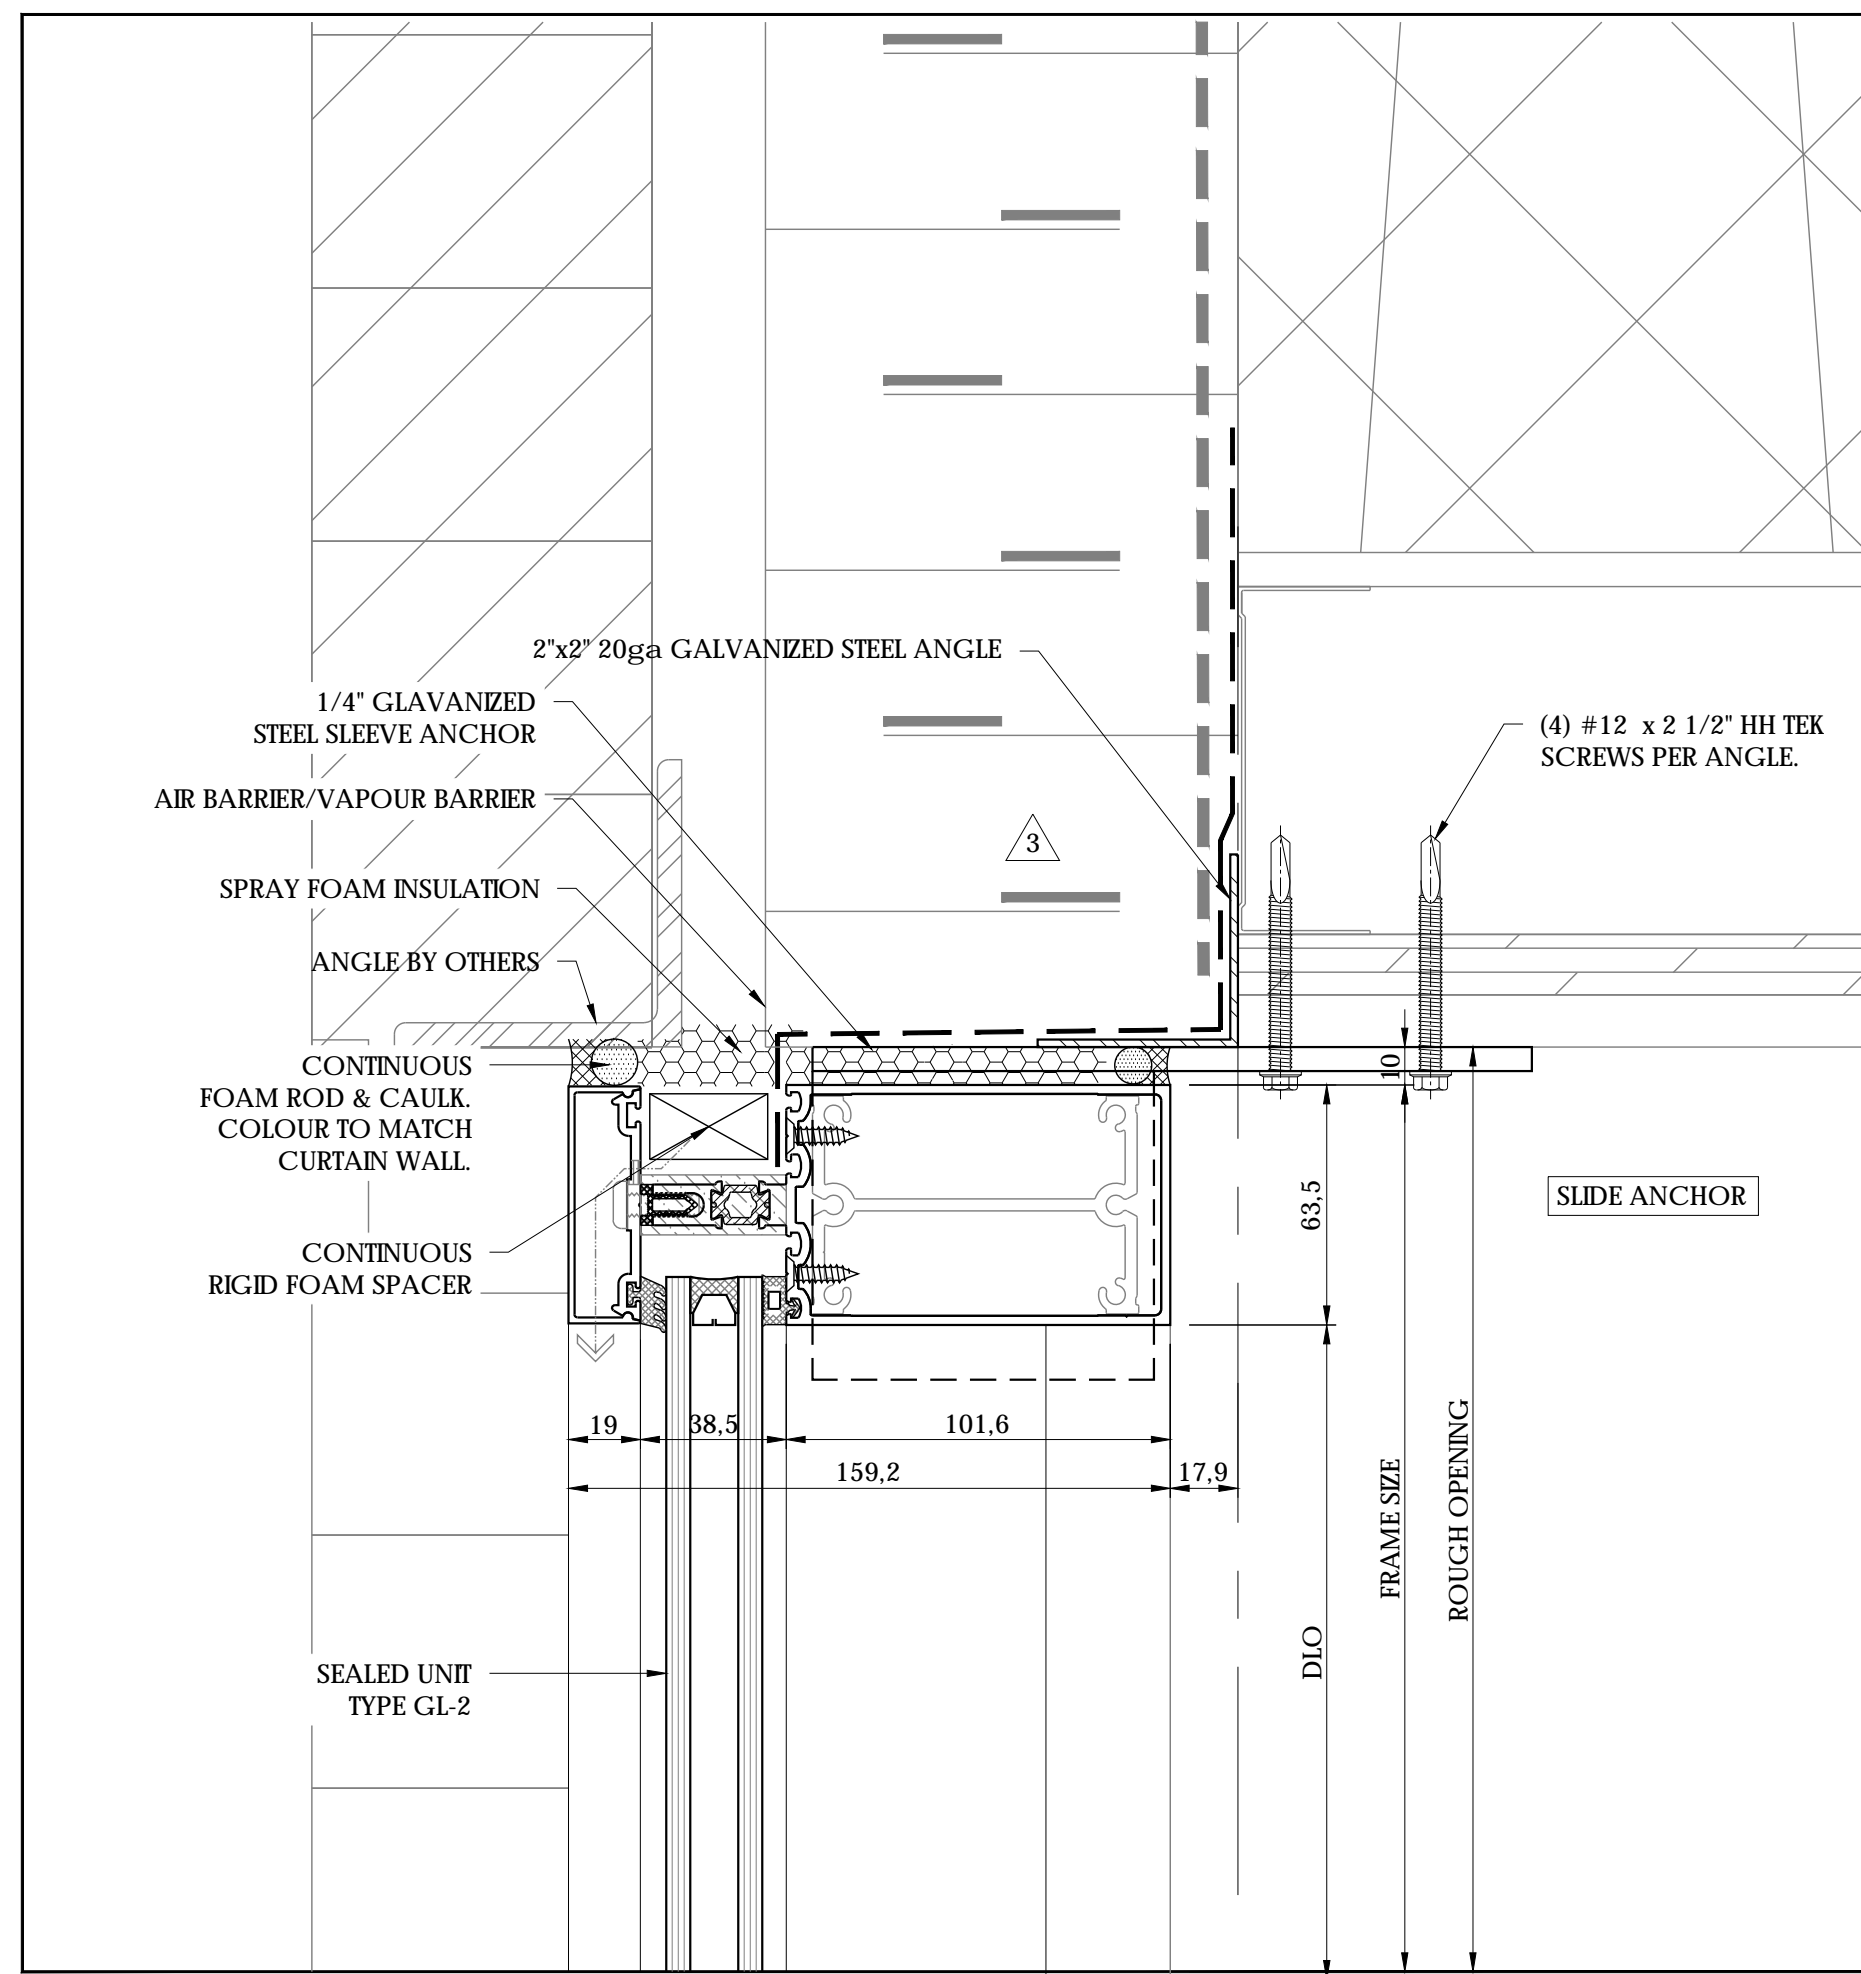 2"x2" 20ga GALVANIZED STEEL ANGLE
1/4" GLAVANIZED
STEEL SLEEVE ANCHOR
(4) #12 x 2 1/2" HH TEK
SCREWS PER ANGLE.
AIR BARRIER/VAPOUR BARRIER
3
SPRAY FOAM INSULATION
ANGLE BY OTHERS
CONTINUOUS
FOAM ROD & CAULK.
COLOUR TO MATCH
CURTAIN WALL.
10
63,5
SLIDE ANCHOR
CONTINUOUS
RIGID FOAM SPACER
19
38,5
101,6
159,2
17,9
FRAME SIZE
ROUGH OPENING
DLO
SEALED UNIT
TYPE GL-2